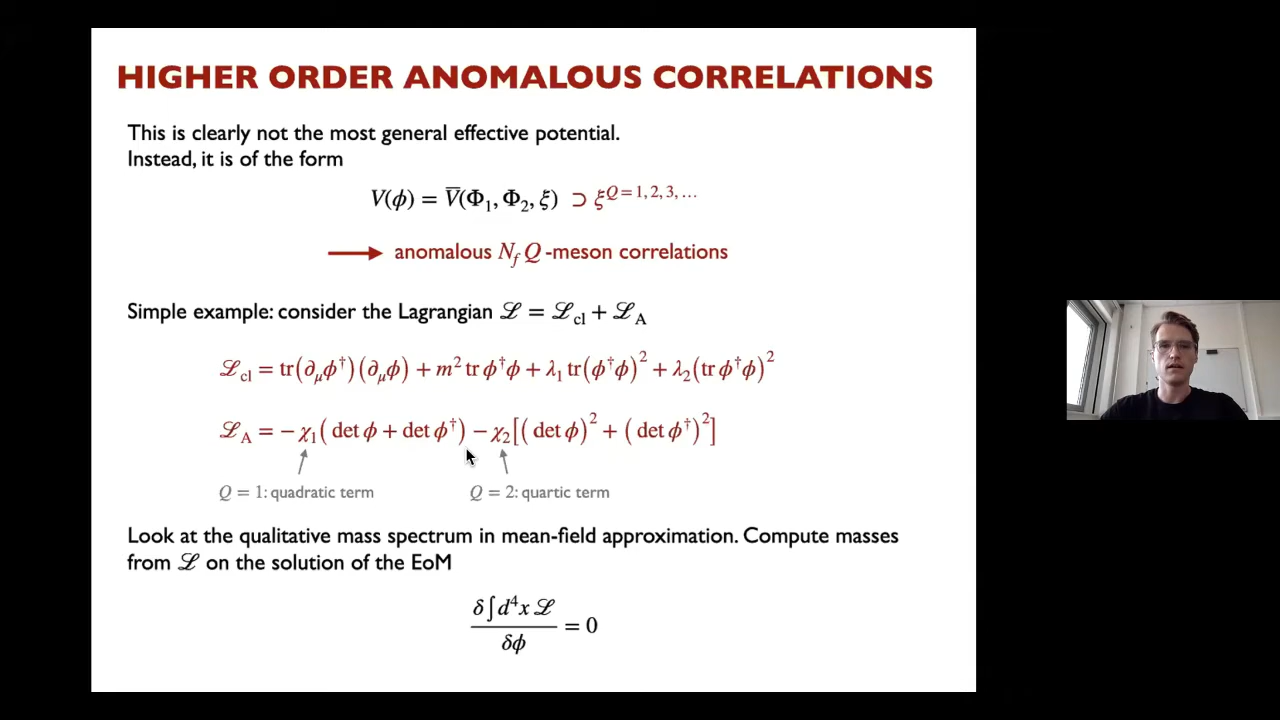 HIGHER ORDER ANOMALOUS CORRELATIONS
This is clearly not the most general effective potential.
Instead, it is of the form
V(ϕ) = V̅(Φ₁, Φ₂, ξ) ⊃ ξ^{Q=1,2,3,…}
anomalous N_f Q-meson correlations
Simple example: consider the Lagrangian ℒ = ℒ_cl + ℒ_A
ℒ_cl = tr(∂_μϕ†)(∂_μϕ) + m² tr ϕ†ϕ + λ₁ tr(ϕ†ϕ)² + λ₂(tr ϕ†ϕ)²
ℒ_A = − χ₁( det ϕ + det ϕ†) − χ₂[( det ϕ)² + ( det ϕ†)²]
Q = 1: quadratic term Q = 2: quartic term
Look at the qualitative mass spectrum in mean-field approximation. Compute masses
from ℒ on the solution of the EoM
δ∫d⁴x ℒ / δϕ = 0